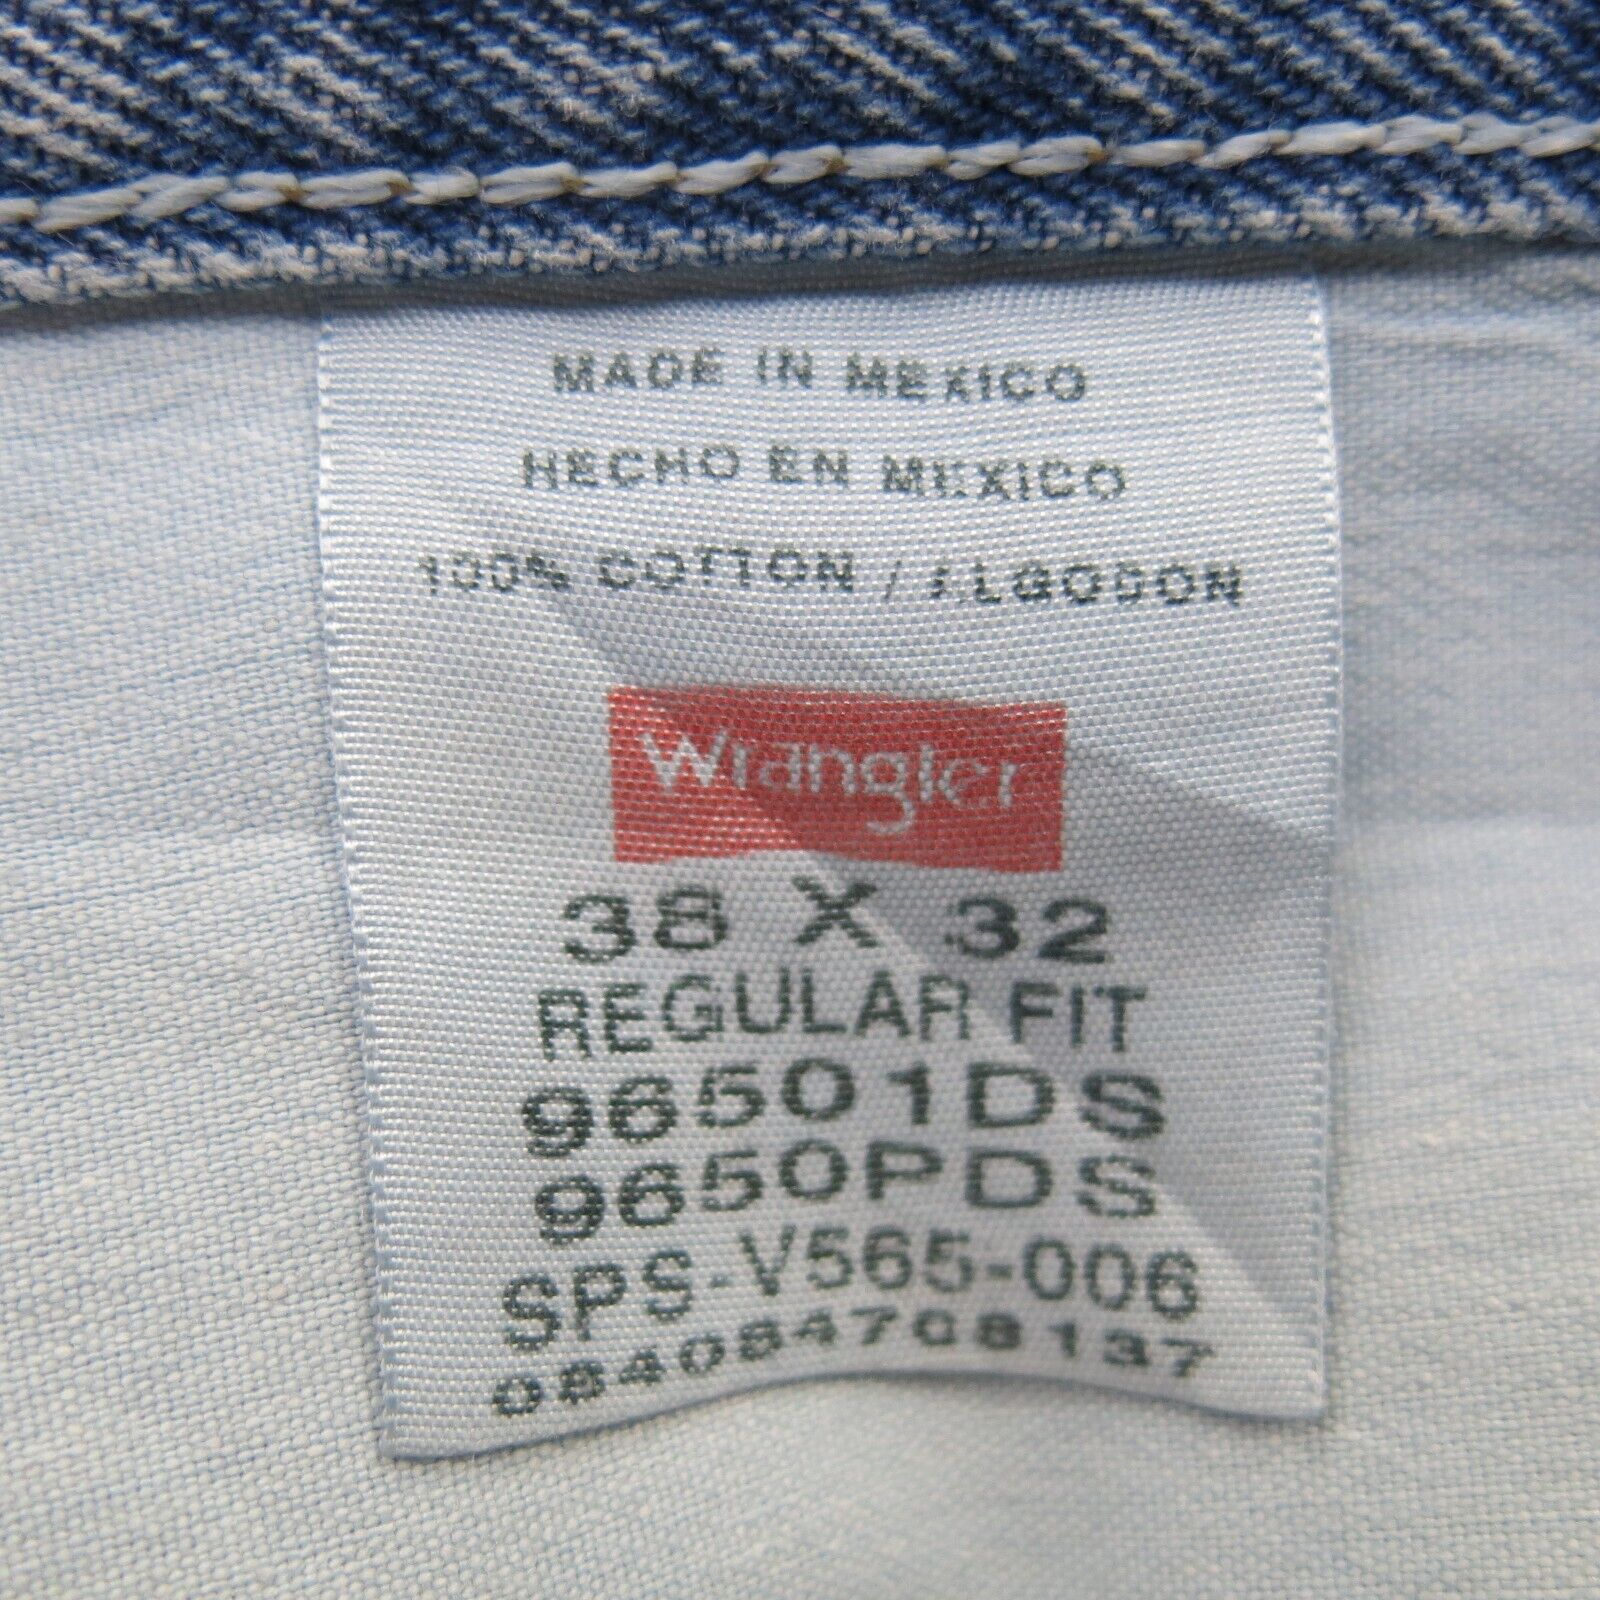 MADE IN MEXICO
HECHO EN MEXICO
100% COTTON / ALGODON
Wrangler
38 X 32
REGULAR FIT
96501DS
9650PDS
SPS-V565-006
084084708137